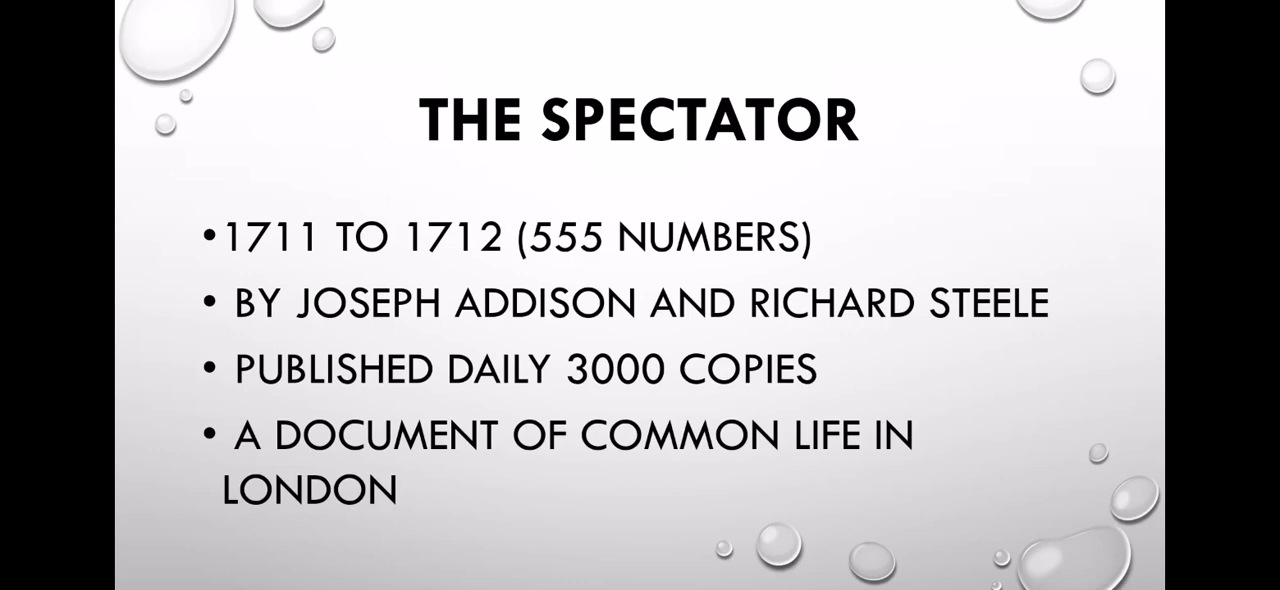 THE SPECTATOR
•1711 TO 1712 (555 NUMBERS)
• BY JOSEPH ADDISON AND RICHARD STEELE
• PUBLISHED DAILY 3000 COPIES
• A DOCUMENT OF COMMON LIFE IN
LONDON